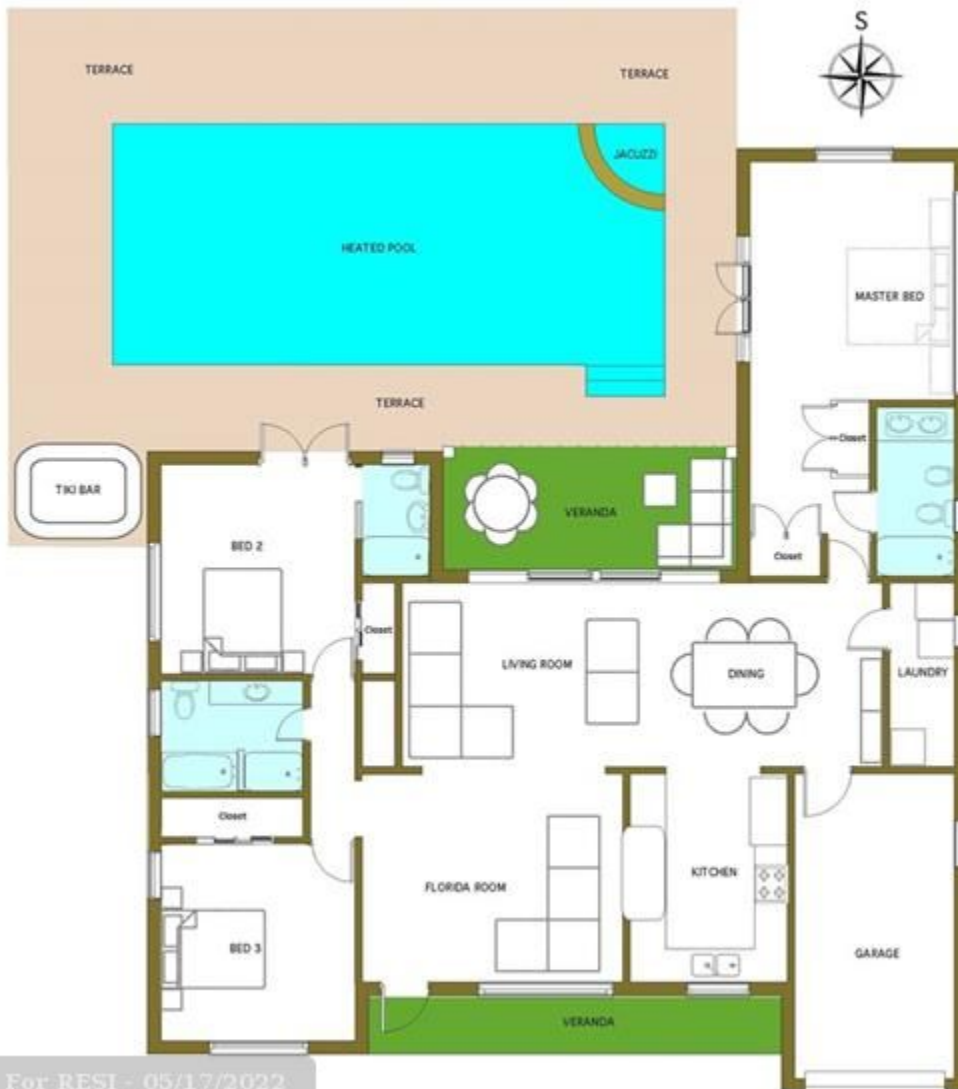 S
TERRACE
TERRACE
JACUZZI
HEATED POOL
MASTER BED
TERRACE
Closet
TIKI BAR
VERANDA
BED 2
Closet
Closet
LIVING ROOM
DINING
LAUNDRY
Closet
KITCHEN
FLORIDA ROOM
BED 3
GARAGE
VERANDA
For RESI - 05/17/2022